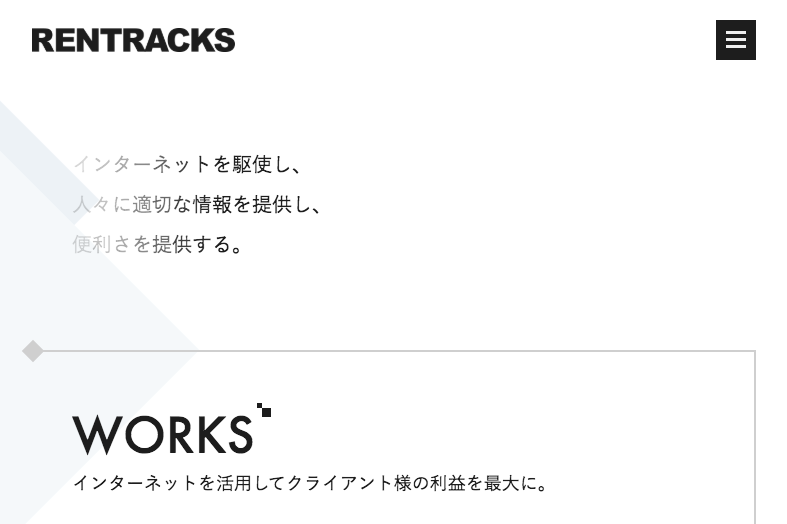 RENTRACKS
インターネットを駆使し、
人々に適切な情報を提供し、
便利さを提供する。
WORKS
インターネットを活用してクライアント様の利益を最大に。